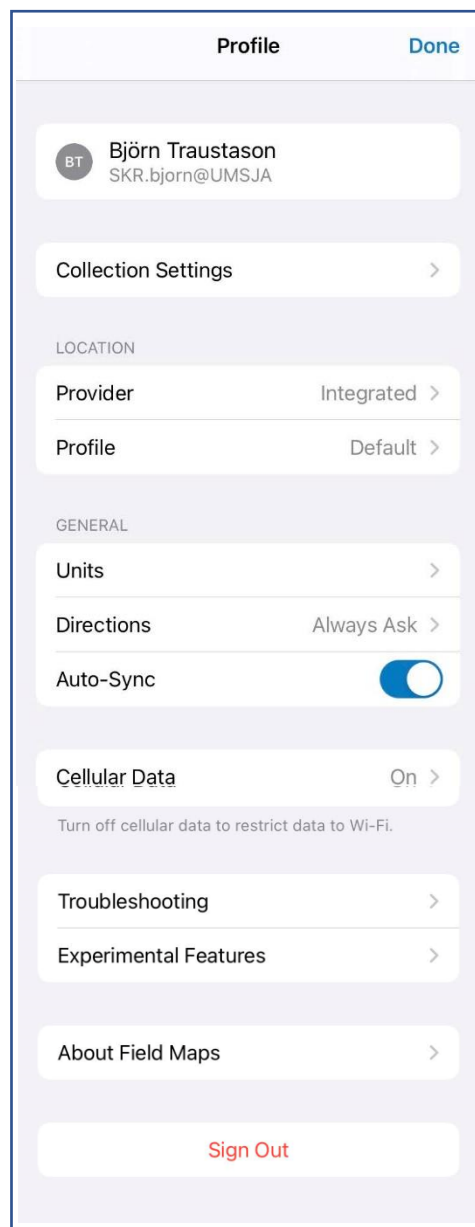 Profile
Done
BT
Björn Traustason
SKR.bjorn@UMSJA
Collection Settings
LOCATION
Provider Integrated
Profile Default
GENERAL
Units
Directions Always Ask
Auto-Sync
Cellular Data On
Turn off cellular data to restrict data to Wi-Fi.
Troubleshooting
Experimental Features
About Field Maps
Sign Out